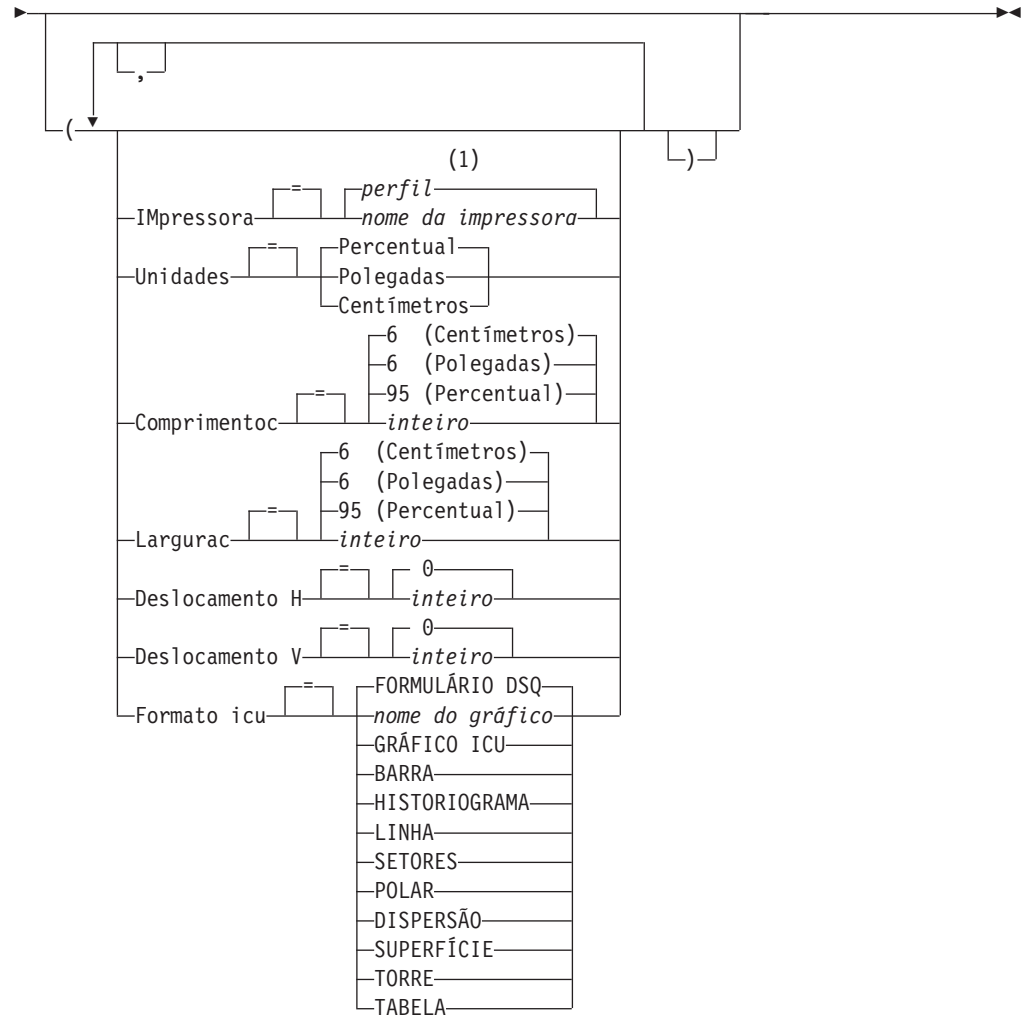 ,
(
)
(1)
= perfil
IMpressora nome da impressora
= Percentual
Unidades Polegadas
Centímetros
6 (Centímetros)
6 (Polegadas)
= 95 (Percentual)
Comprimentoc inteiro
6 (Centímetros)
6 (Polegadas)
= 95 (Percentual)
Largurac inteiro
= 0
Deslocamento H inteiro
= 0
Deslocamento V inteiro
= FORMULÁRIO DSQ
Formato icu nome do gráfico
GRÁFICO ICU
BARRA
HISTORIOGRAMA
LINHA
SETORES
POLAR
DISPERSÃO
SUPERFÍCIE
TORRE
TABELA